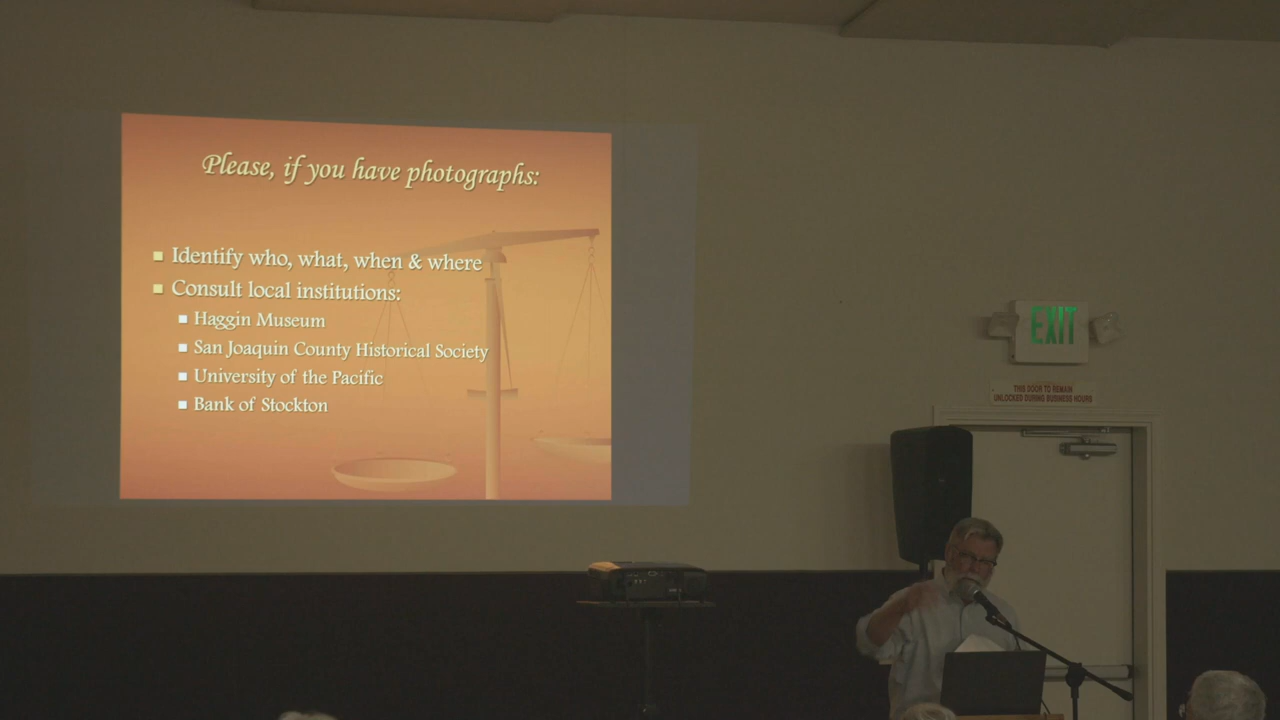 Please, if you have photographs:
Identify who, what, when & where
Consult local institutions:
Haggin Museum
San Joaquin County Historical Society
University of the Pacific
Bank of Stockton
EXIT
THIS DOOR TO REMAIN
UNLOCKED DURING BUSINESS HOURS